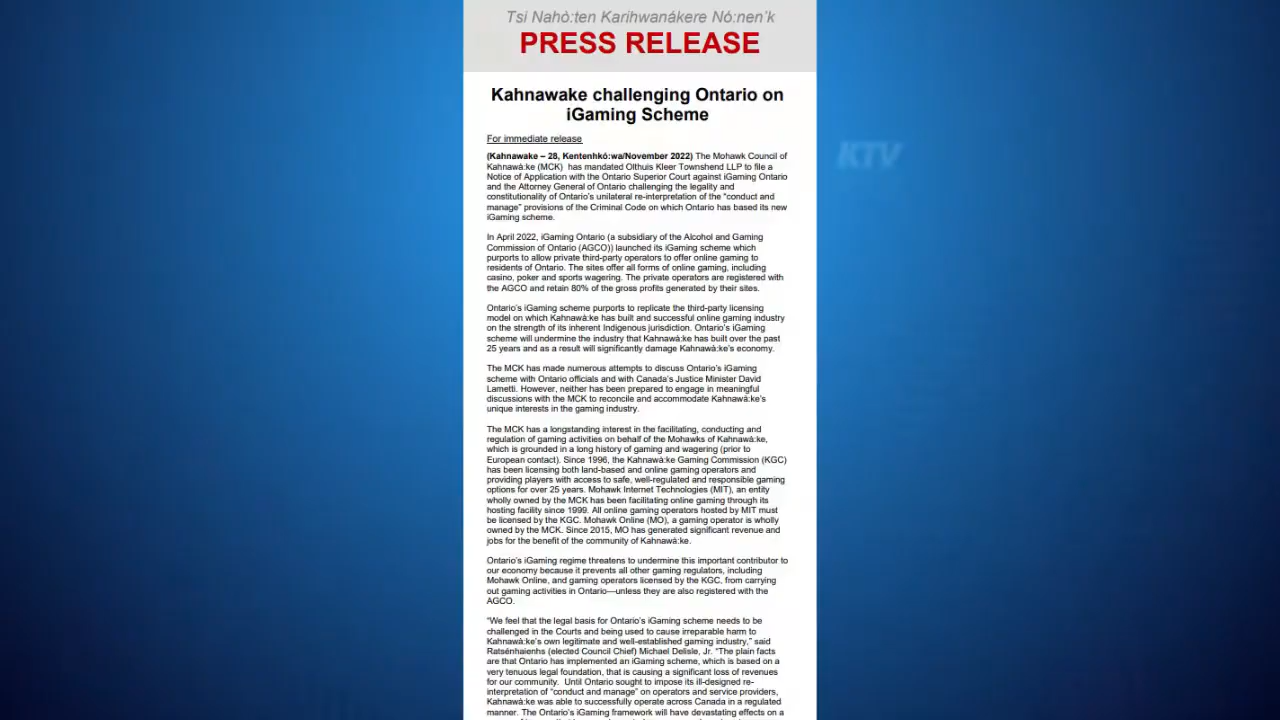 Tsi Nahò:ten Karihwanákere Nó:nen’k
PRESS RELEASE
Kahnawake challenging Ontario on
iGaming Scheme
For immediate release
(Kahnawake – 28, Kentenhkó:wa/November 2022) The Mohawk Council of
Kahnawà:ke (MCK) has mandated Olthuis Kleer Townshend LLP to file a
Notice of Application with the Ontario Superior Court against iGaming Ontario
and the Attorney General of Ontario challenging the legality and
constitutionality of Ontario’s unilateral re-interpretation of the “conduct and
manage” provisions of the Criminal Code on which Ontario has based its new
iGaming scheme.
In April 2022, iGaming Ontario (a subsidiary of the Alcohol and Gaming
Commission of Ontario (AGCO)) launched its iGaming scheme which
purports to allow private third-party operators to offer online gaming to
residents of Ontario. The sites offer all forms of online gaming, including
casino, poker and sports wagering. The private operators are registered with
the AGCO and retain 80% of the gross profits generated by their sites.
Ontario’s iGaming scheme purports to replicate the third-party licensing
model on which Kahnawà:ke has built and successful online gaming industry
on the strength of its inherent Indigenous jurisdiction. Ontario’s iGaming
scheme will undermine the industry that Kahnawà:ke has built over the past
25 years and as a result will significantly damage Kahnawà:ke’s economy.
The MCK has made numerous attempts to discuss Ontario’s iGaming
scheme with Ontario officials and with Canada’s Justice Minister David
Lametti. However, neither has been prepared to engage in meaningful
discussions with the MCK to reconcile and accommodate Kahnawà:ke’s
unique interests in the gaming industry.
The MCK has a longstanding interest in the facilitating, conducting and
regulation of gaming activities on behalf of the Mohawks of Kahnawà:ke,
which is grounded in a long history of gaming and wagering (prior to
European contact). Since 1996, the Kahnawà:ke Gaming Commission (KGC)
has been licensing both land-based and online gaming operators and
providing players with access to safe, well-regulated and responsible gaming
options for over 25 years. Mohawk Internet Technologies (MIT), an entity
wholly owned by the MCK has been facilitating online gaming through its
hosting facility since 1999. All online gaming operators hosted by MIT must
be licensed by the KGC. Mohawk Online (MO), a gaming operator is wholly
owned by the MCK. Since 2015, MO has generated significant revenue and
jobs for the benefit of the community of Kahnawà:ke.
Ontario’s iGaming regime threatens to undermine this important contributor to
our economy because it prevents all other gaming regulators, including
Mohawk Online, and gaming operators licensed by the KGC, from carrying
out gaming activities in Ontario—unless they are also registered with the
AGCO.
“We feel that the legal basis for Ontario’s iGaming scheme needs to be
challenged in the Courts and being used to cause irreparable harm to
Kahnawà:ke’s own legitimate and well-established gaming industry,” said
Ratsénhaienhs (elected Council Chief) Michael Delisle, Jr. “The plain facts
are that Ontario has implemented an iGaming scheme, which is based on a
very tenuous legal foundation, that is causing a significant loss of revenues
for our community. Until Ontario sought to impose its ill-designed re-
interpretation of “conduct and manage” on operators and service providers,
Kahnawà:ke was able to successfully operate across Canada in a regulated
manner. The Ontario’s iGaming framework will have devastating effects on a
KTV